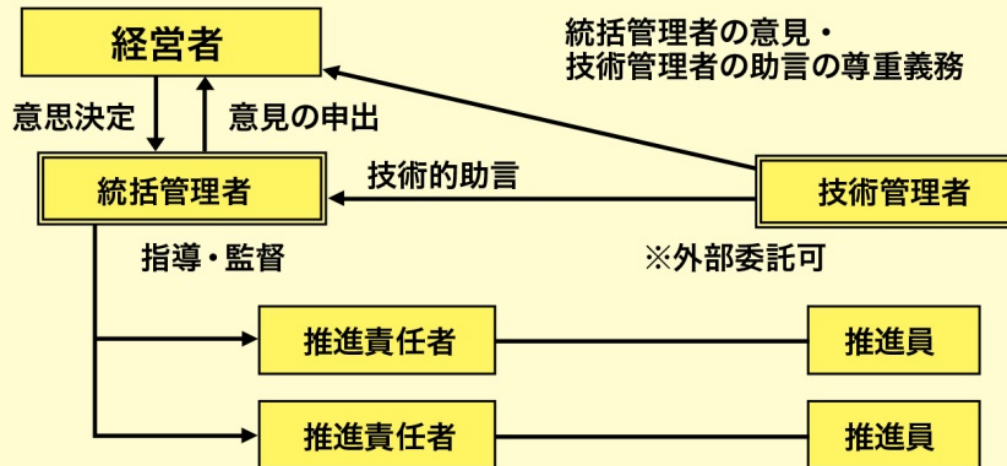 経営者
統括管理者の意見・
技術管理者の助言の尊重義務
意思決定
意見の申出
統括管理者
技術的助言
技術管理者
指導・監督
※外部委託可
推進責任者
推進員
推進責任者
推進員